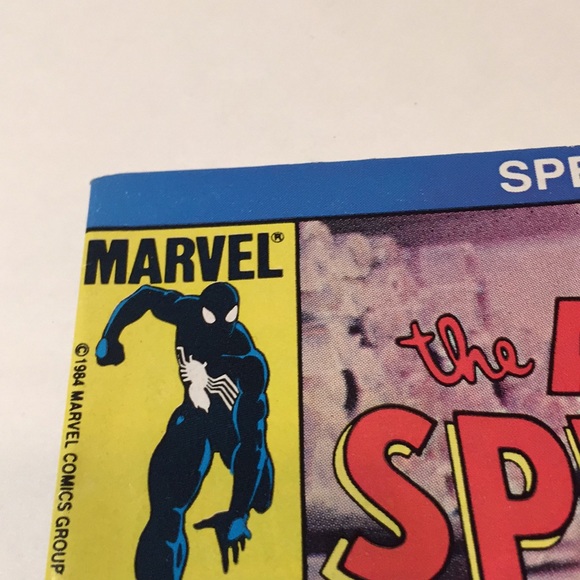 SPE
MARVEL®
©1984 MARVEL COMICS GROUP
the
SP